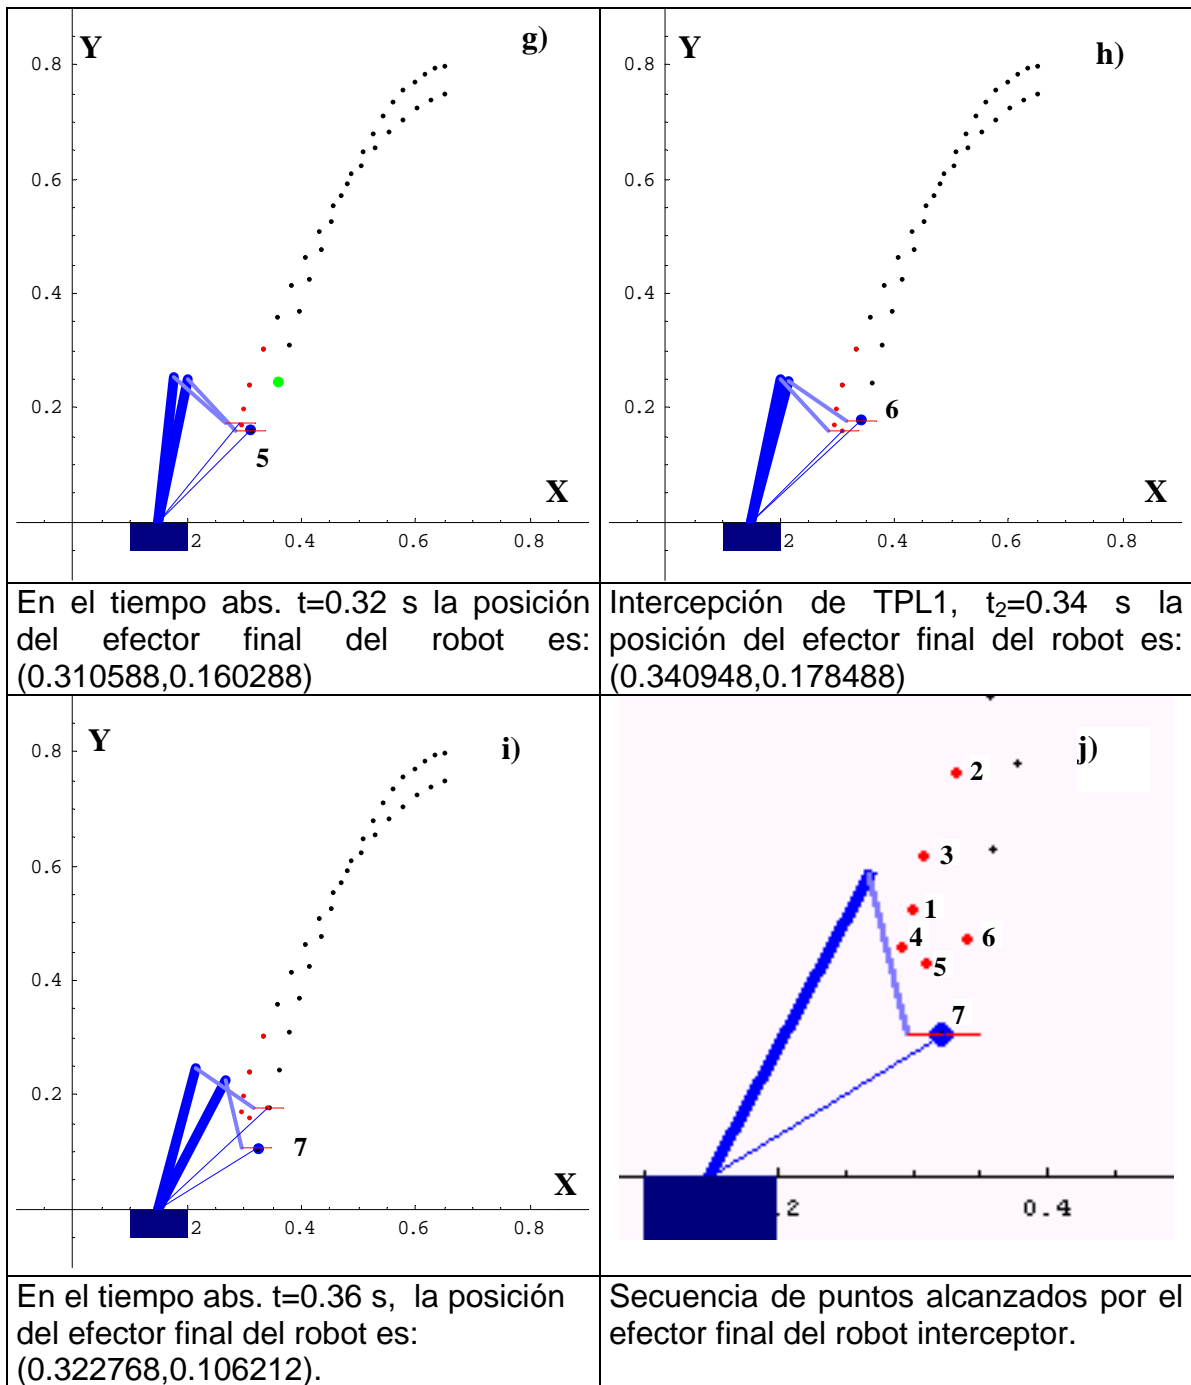 g)
Y
0.8
0.6
0.4
0.2
5
X
2 0.4 0.6 0.8
h)
Y
0.8
0.6
0.4
0.2
6
X
2 0.4 0.6 0.8
En el tiempo abs. t=0.32 s la posición
del efector final del robot es:
(0.310588,0.160288)
Intercepción de TPL1, t₂=0.34 s la
posición del efector final del robot es:
(0.340948,0.178488)
i)
Y
0.8
0.6
0.4
0.2
7
X
2 0.4 0.6 0.8
j)
2
3
1
4
6
5
7
.2 0.4
En el tiempo abs. t=0.36 s, la posición
del efector final del robot es:
(0.322768,0.106212).
Secuencia de puntos alcanzados por el
efector final del robot interceptor.